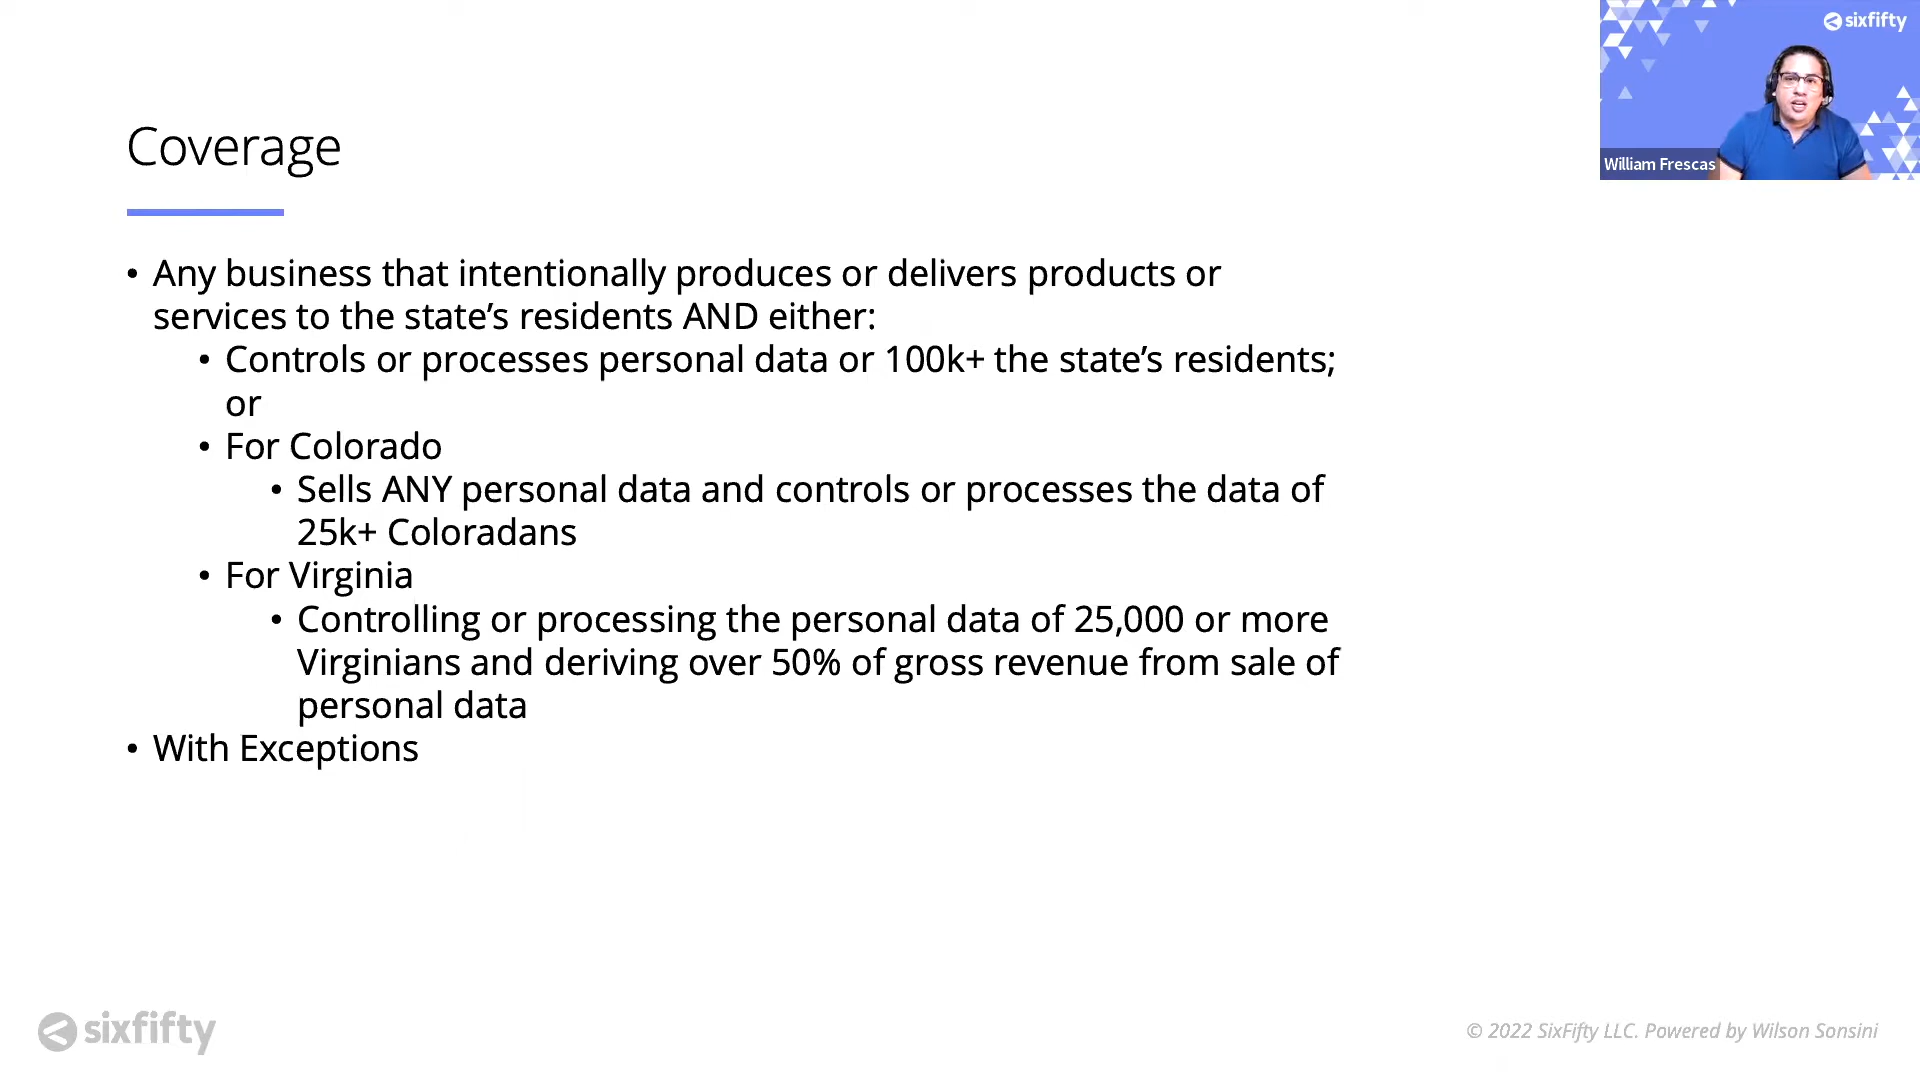 sixfifty
William Frescas
Coverage
• Any business that intentionally produces or delivers products or
services to the state’s residents AND either:
• Controls or processes personal data or 100k+ the state’s residents;
or
• For Colorado
• Sells ANY personal data and controls or processes the data of
25k+ Coloradans
• For Virginia
• Controlling or processing the personal data of 25,000 or more
Virginians and deriving over 50% of gross revenue from sale of
personal data
• With Exceptions
sixfifty
© 2022 SixFifty LLC. Powered by Wilson Sonsini